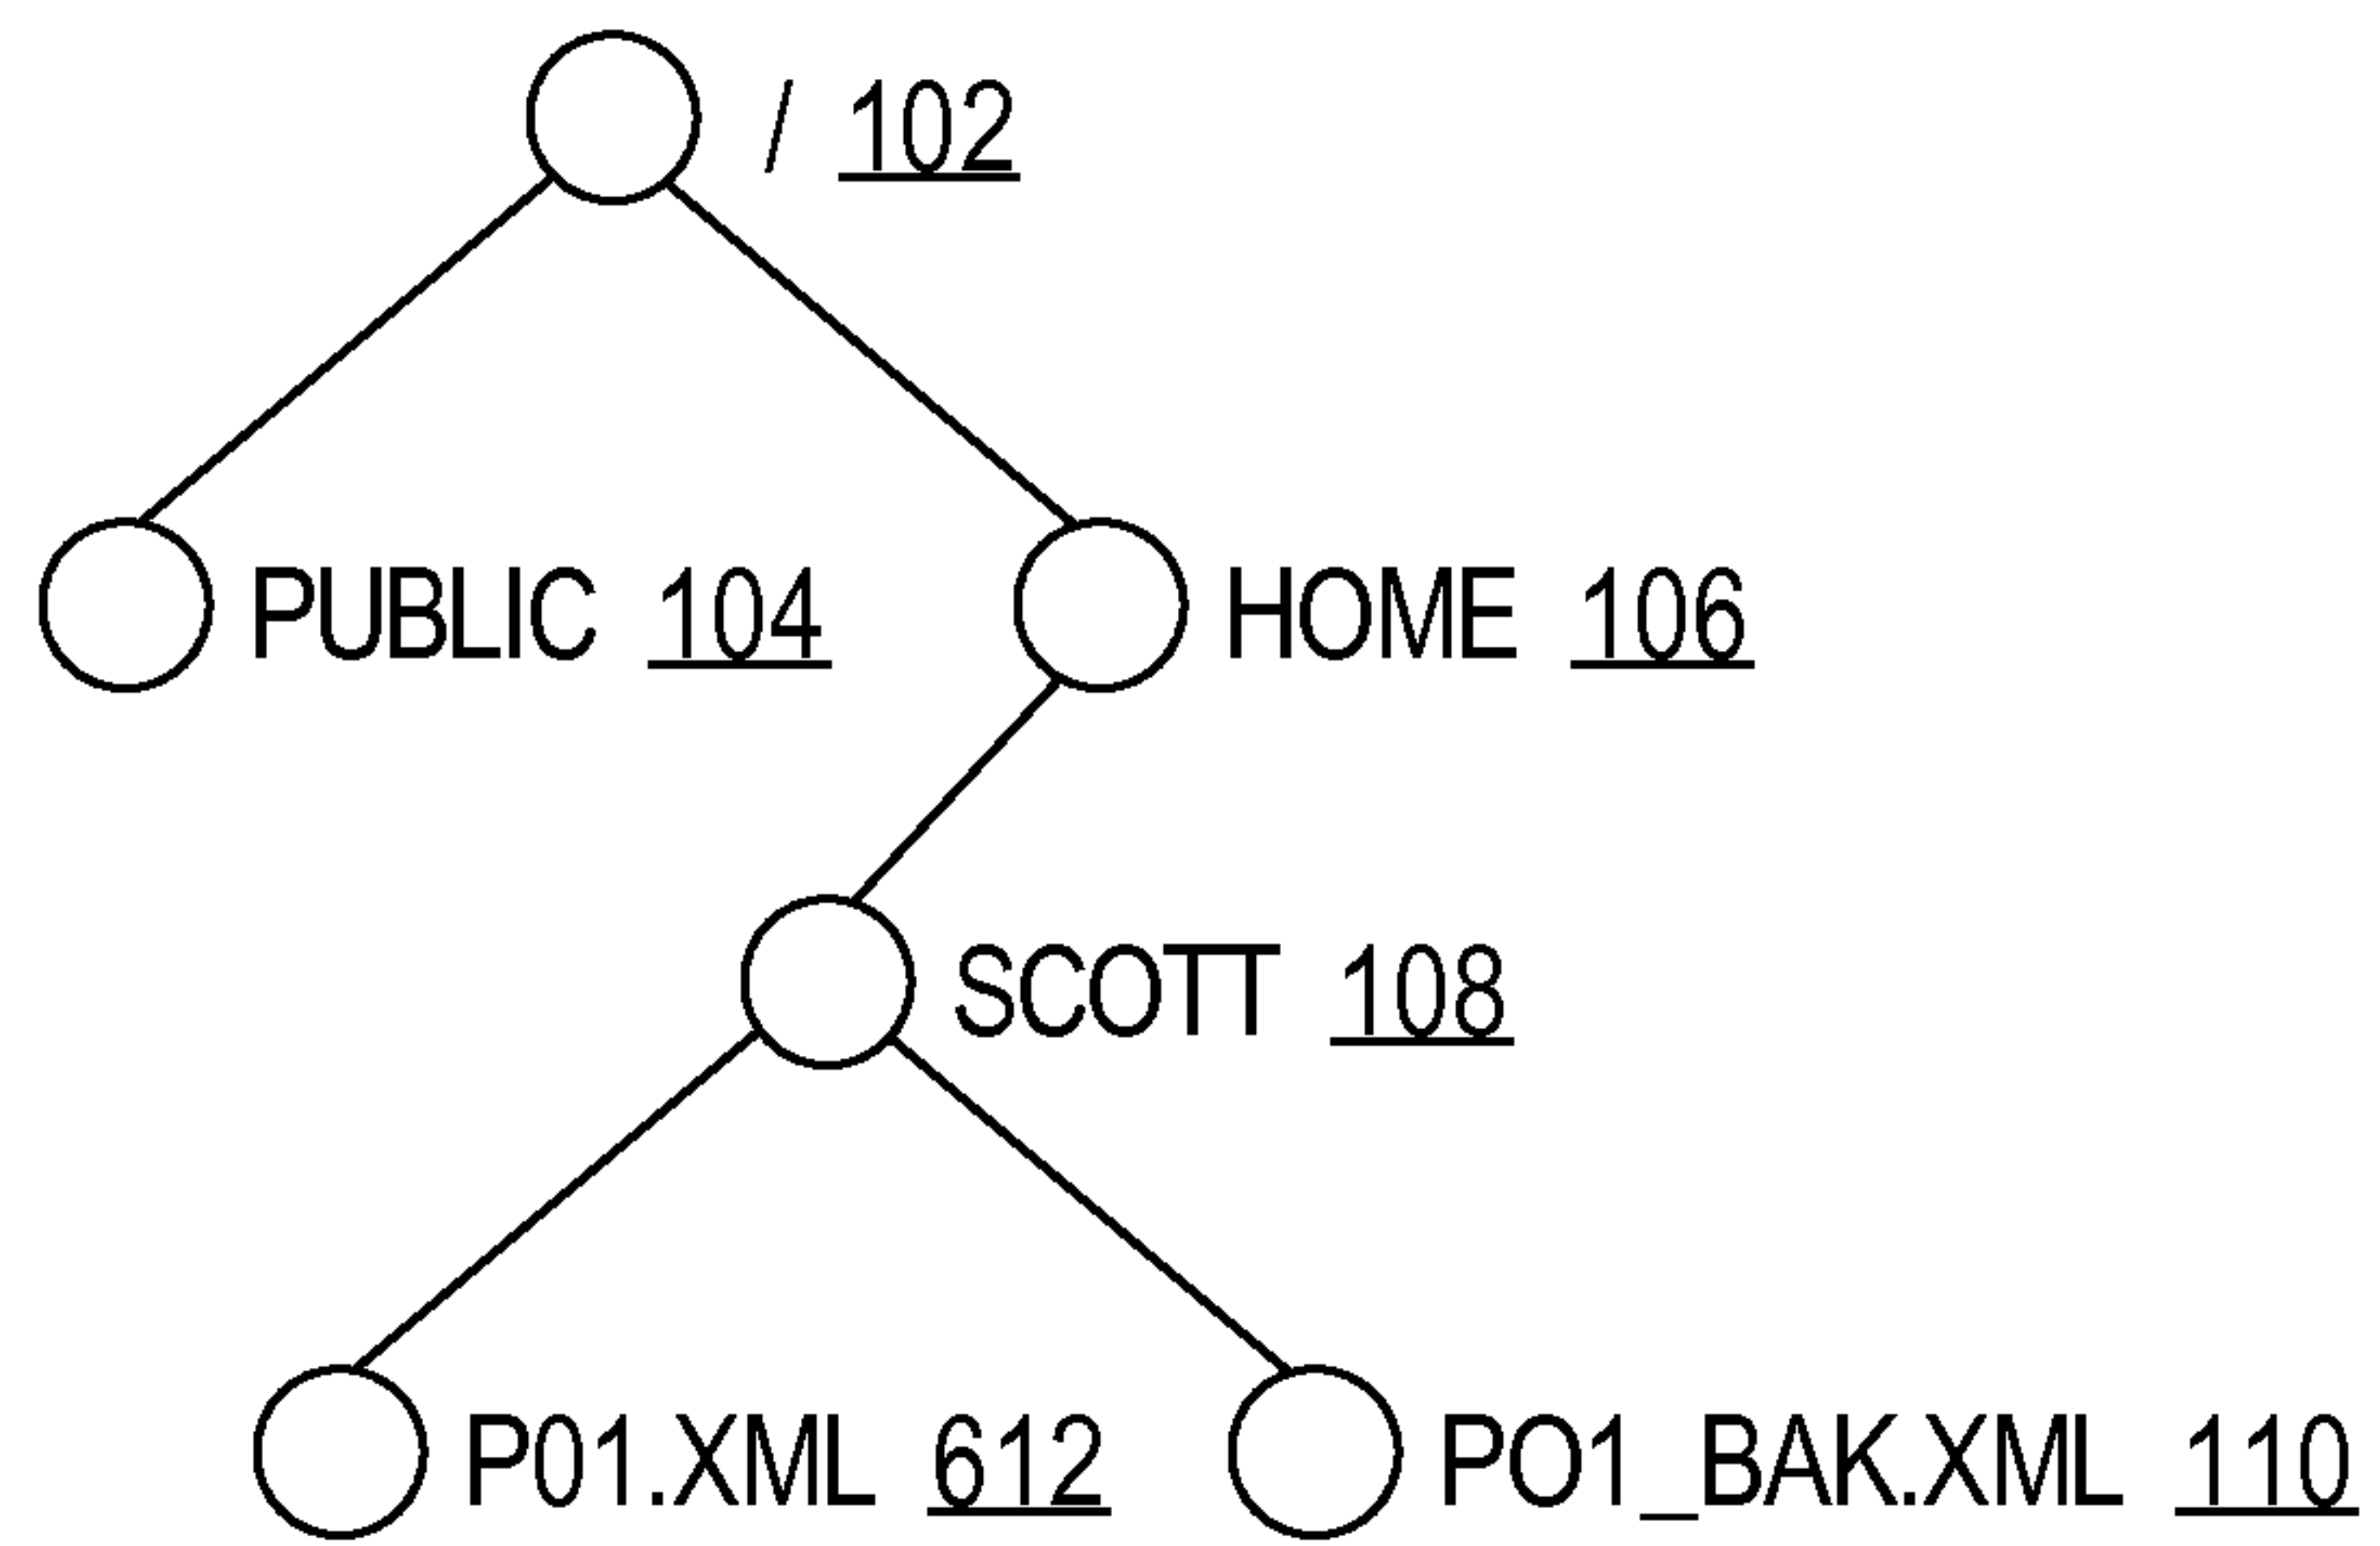 / 102
PUBLIC 104
HOME 106
SCOTT 108
P01.XML 612
PO1_BAK.XML 110